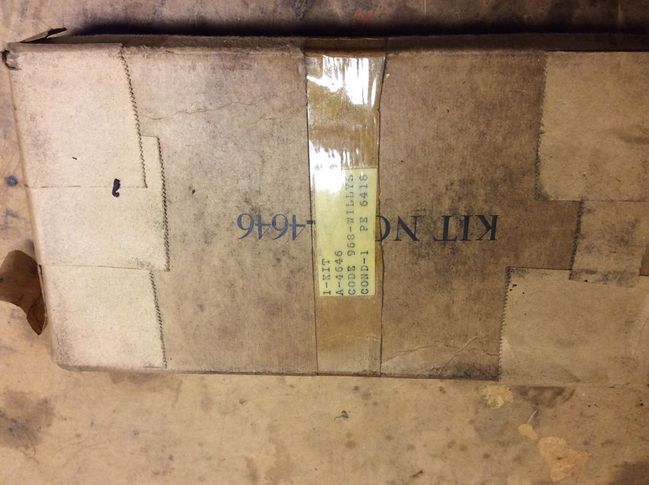 KIT NO .4646
1-KIT
A-4646
CODE 968-WILLYS
COND-1 PE 6416